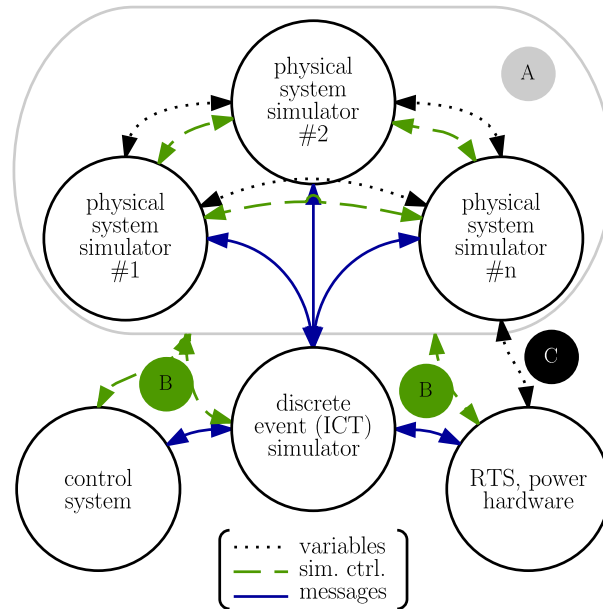 physical
system
simulator
#2
A
physical
system
simulator
#1
physical
system
simulator
#n
C
B
B
discrete
event (ICT)
simulator
control
system
RTS, power
hardware
variables
sim. ctrl.
messages